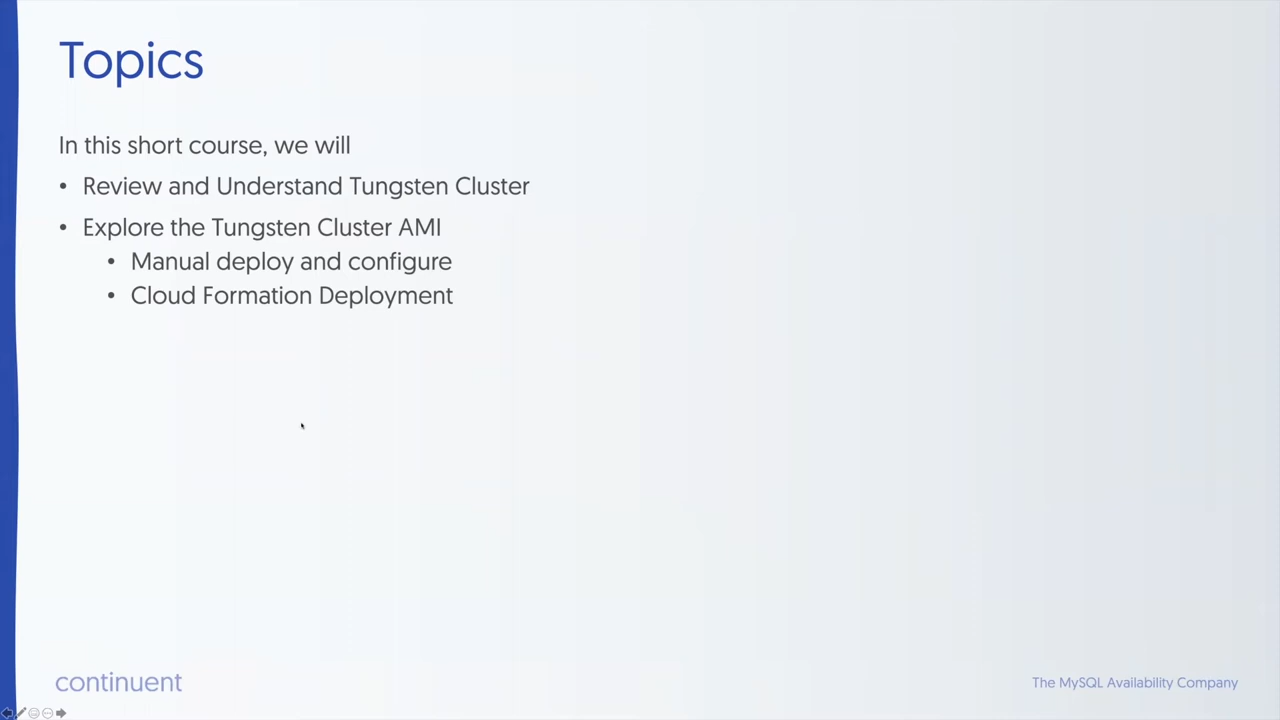 Topics
In this short course, we will
• Review and Understand Tungsten Cluster
• Explore the Tungsten Cluster AMI
• Manual deploy and configure
• Cloud Formation Deployment
continuent
The MySQL Availability Company